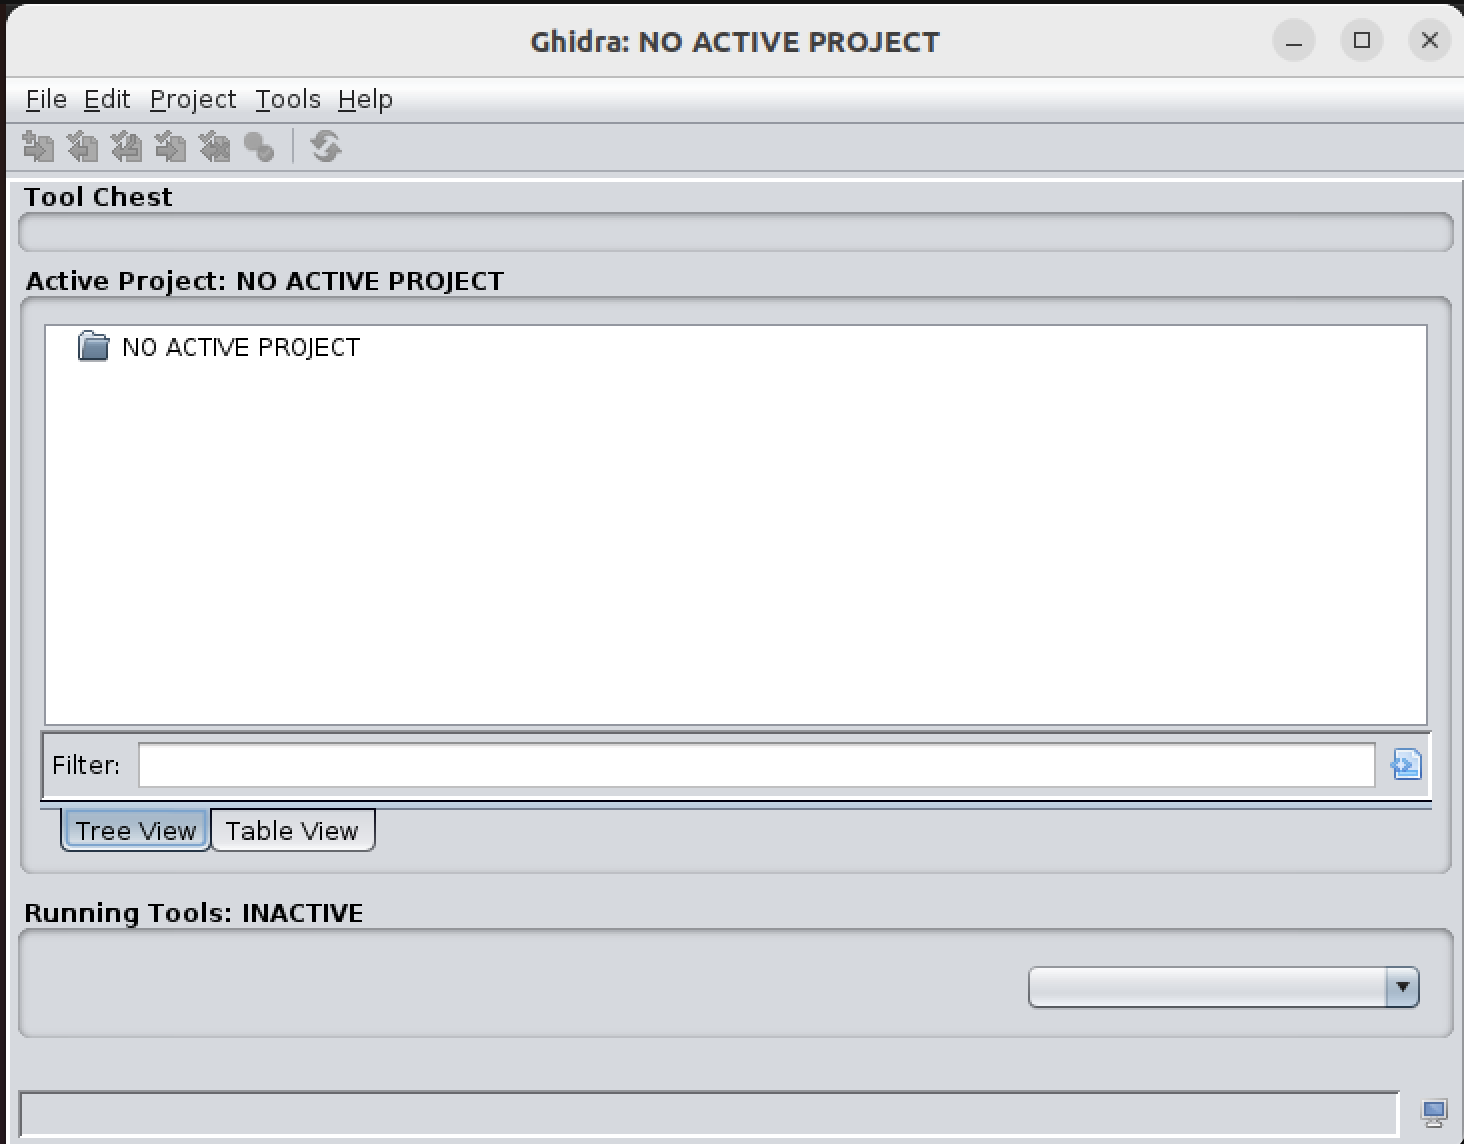 Ghidra: NO ACTIVE PROJECT
File Edit Project Tools Help
Tool Chest
Active Project: NO ACTIVE PROJECT
NO ACTIVE PROJECT
Filter:
Tree View Table View
Running Tools: INACTIVE